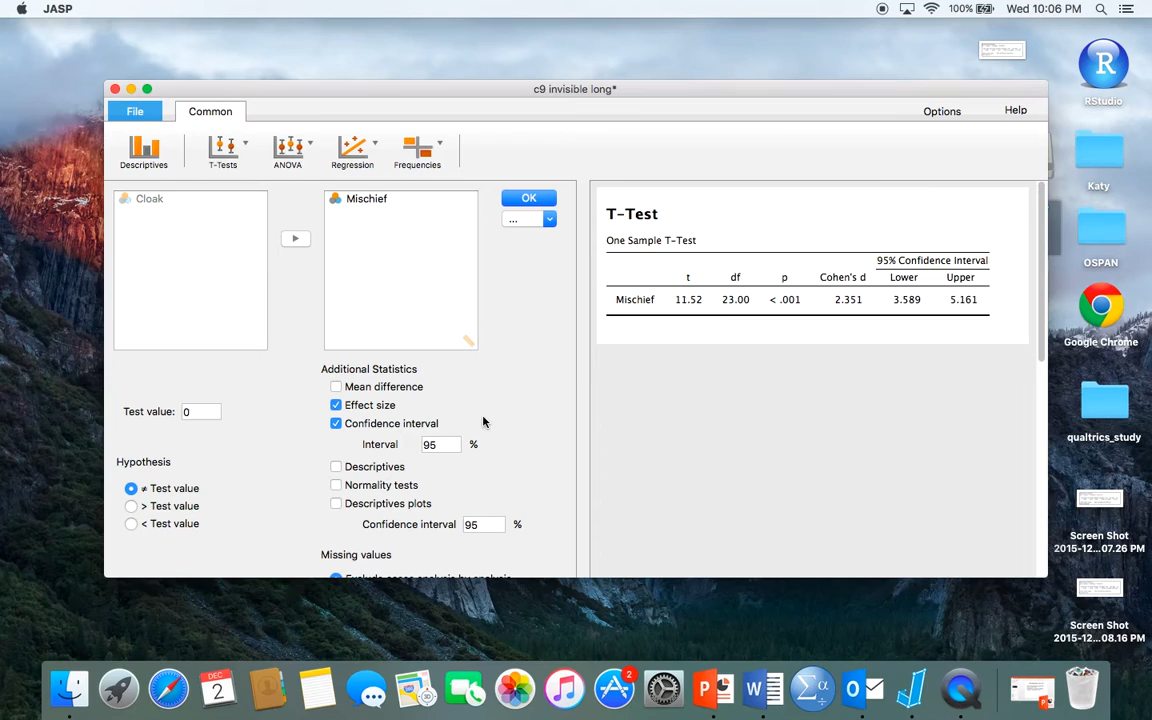 JASP
100%
Wed 10:06 PM
c9 invisible long*
File
Common
Options
Help
Descriptives
T-Tests
ANOVA
Regression
Frequencies
Cloak
Mischief
OK
...
Test value: 0
Hypothesis
≠ Test value
> Test value
< Test value
Additional Statistics
Mean difference
Effect size
Confidence interval
Interval 95 %
Descriptives
Normality tests
Descriptives plots
Confidence interval 95 %
Missing values
T-Test
One Sample T-Test
95% Confidence Interval
t df p Cohen's d Lower Upper
Mischief 11.52 23.00 < .001 2.351 3.589 5.161
R
RStudio
Katy
OSPAN
Google Chrome
qualtrics_study
Screen Shot
2015-12...07.26 PM
Screen Shot
2015-12...08.16 PM
DEC
2
2
Σα